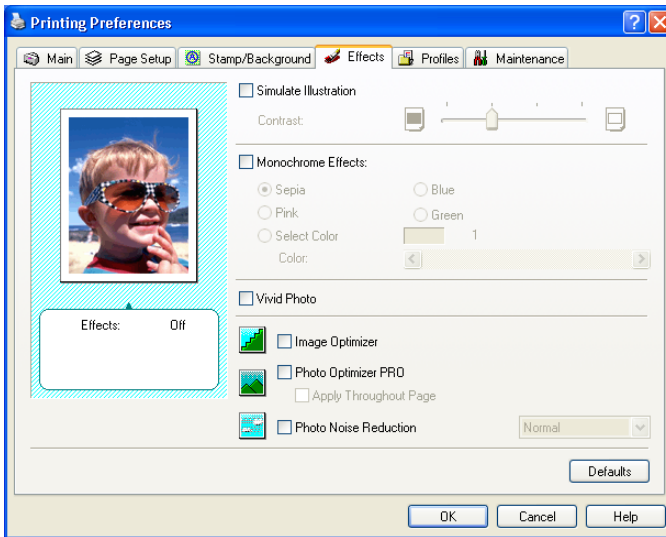 Printing Preferences
Main Page Setup Stamp/Background Effects Profiles Maintenance
Simulate Illustration
Contrast:
Monochrome Effects:
Sepia Blue
Pink Green
Select Color 1
Color:
Vivid Photo
Effects: Off
Image Optimizer
Photo Optimizer PRO
Apply Throughout Page
Photo Noise Reduction Normal
Defaults
OK Cancel Help